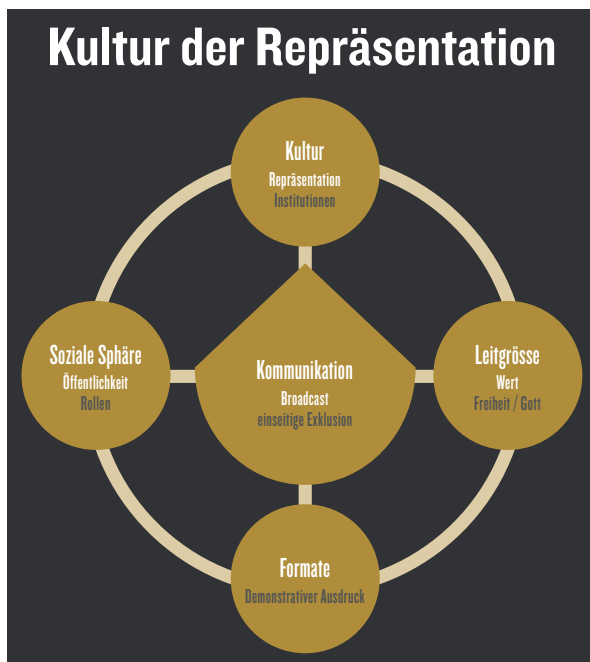 Kultur der Repräsentation
Kultur
Repräsentation
Institutionen
Soziale Sphäre
Öffentlichkeit
Rollen
Kommunikation
Broadcast
einseitige Exklusion
Leitgrösse
Wert
Freiheit / Gott
Formate
Demonstrativer Ausdruck